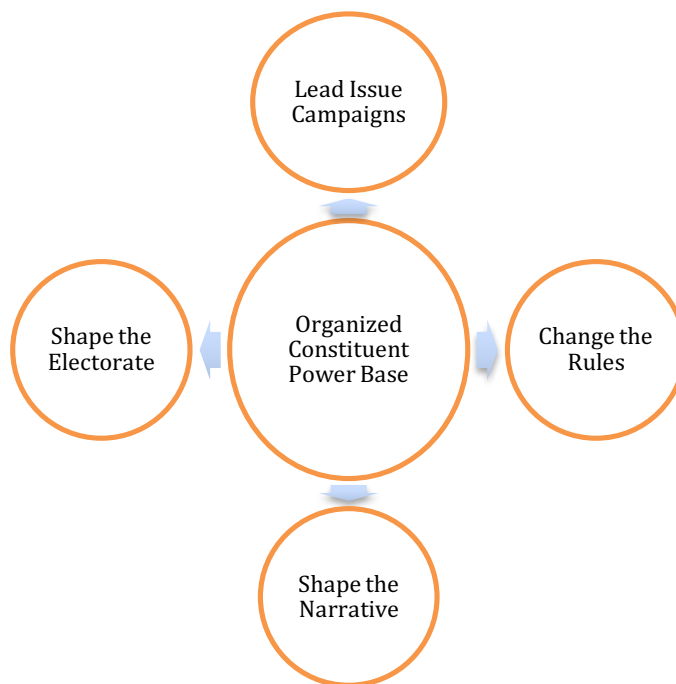 Lead Issue
Campaigns
Shape the
Electorate
Organized
Constituent
Power Base
Change the
Rules
Shape the
Narrative